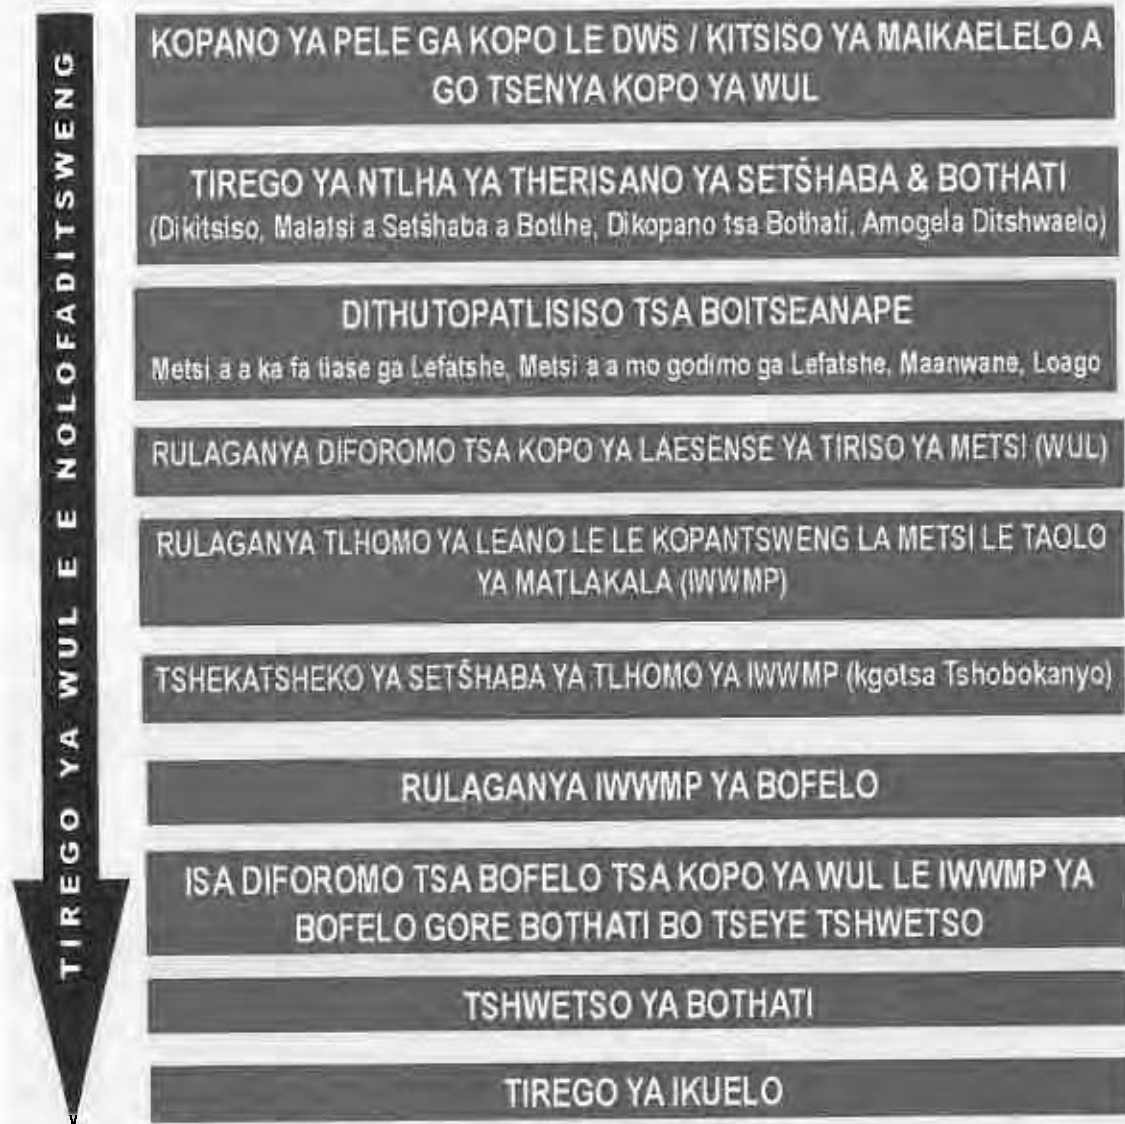 TIREGO YA WUL E E NOLOFADITSWENG
KOPANO YA PELE GA KOPO LE DWS / KITSISO YA MAIKAELELO A
GO TSENYA KOPO YA WUL
TIREGO YA NTLHA YA THERISANO YA SETŠHABA & BOTHATI
(Dikitsiso, Malatsi a Setšhaba a Botlhe, Dikopano tsa Bothati, Amogela Ditshwaelo)
DITHUTOPATLISISO TSA BOITSEANAPE
Metsi a a ka fa tlase ga Lefatshe, Metsi a a mo godimo ga Lefatshe, Maanwane, Loago
RULAGANYA DIFOROMO TSA KOPO YA LAESENSE YA TIRISO YA METSI (WUL)
RULAGANYA TLHOMO YA LEANO LE LE KOPANTSWENG LA METSI LE TAOLO
YA MATLAKALA (IWWMP)
TSHEKATSHEKO YA SETŠHABA YA TLHOMO YA IWWMP (kgotsa Tshobokanyo)
RULAGANYA IWWMP YA BOFELO
ISA DIFOROMO TSA BOFELO TSA KOPO YA WUL LE IWWMP YA
BOFELO GORE BOTHATI BO TSEYE TSHWETSO
TSHWETSO YA BOTHATI
TIREGO YA IKUELO